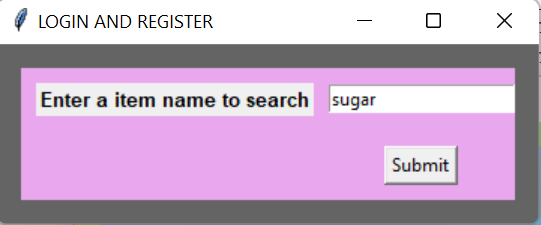 LOGIN AND REGISTER
Enter a item name to search sugar
Submit